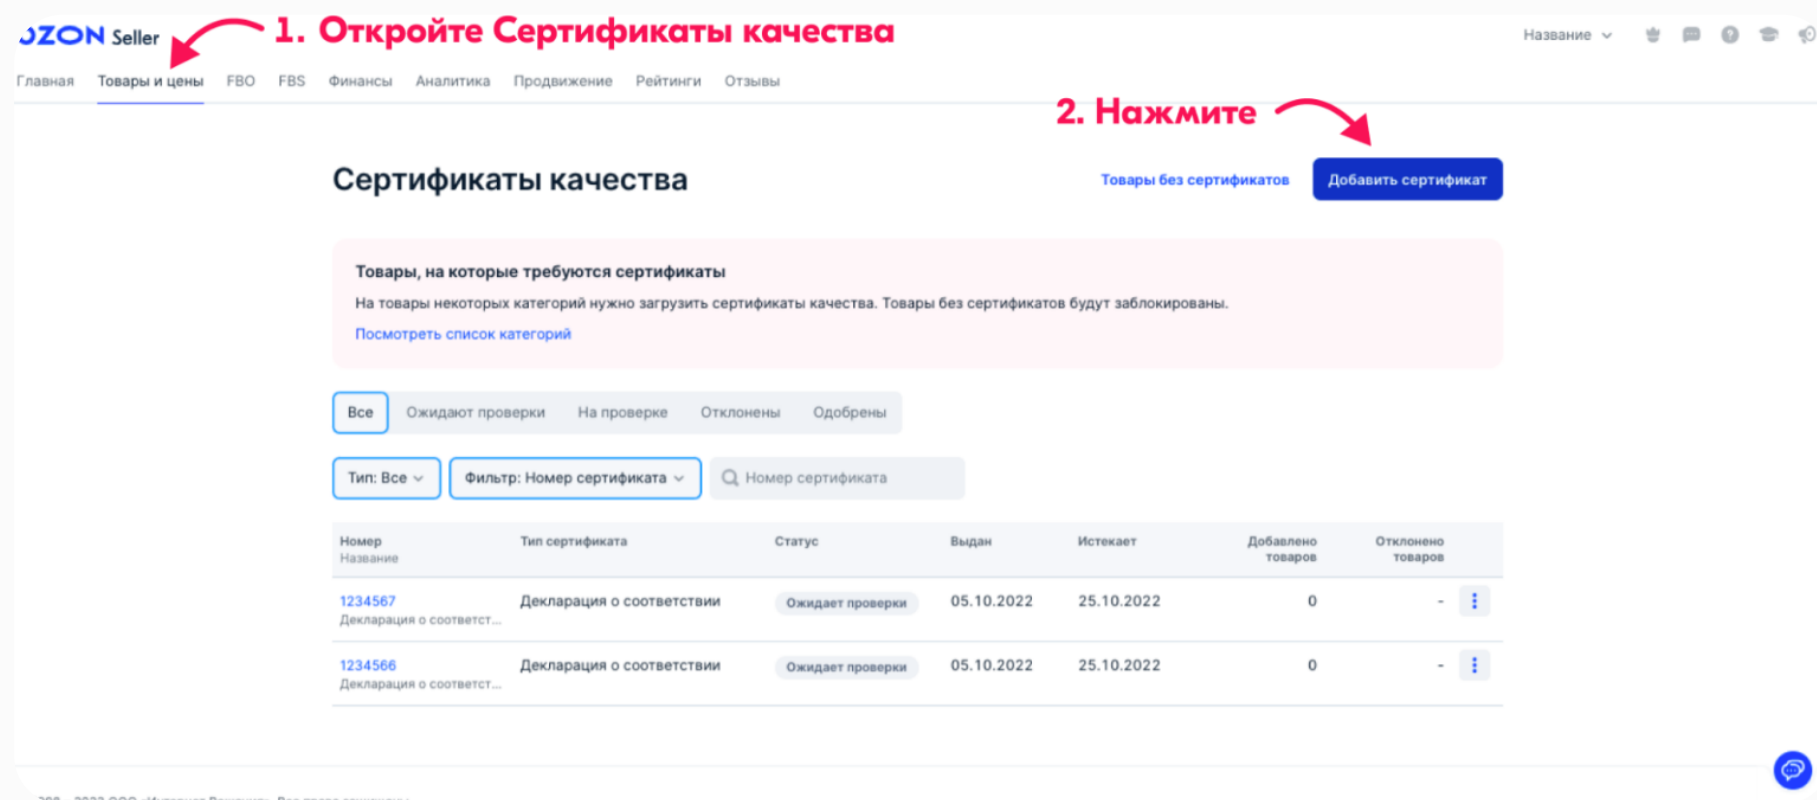 OZON Seller
1. Откройте Сертификаты качества
Название
Главная Товары и цены FBO FBS Финансы Аналитика Продвижение Рейтинги Отзывы
2. Нажмите
Сертификаты качества
Товары без сертификатов
Добавить сертификат
Товары, на которые требуются сертификаты
На товары некоторых категорий нужно загрузить сертификаты качества. Товары без сертификатов будут заблокированы.
Посмотреть список категорий
Все Ожидают проверки На проверке Отклонены Одобрены
Тип: Все Фильтр: Номер сертификата Номер сертификата
Номер Тип сертификата Статус Выдан Истекает Добавлено Отклонено
Название товаров товаров
1234567 Декларация о соответствии Ожидает проверки 05.10.2022 25.10.2022 0 -
Декларация о соответст...
1234566 Декларация о соответствии Ожидает проверки 05.10.2022 25.10.2022 0 -
Декларация о соответст...